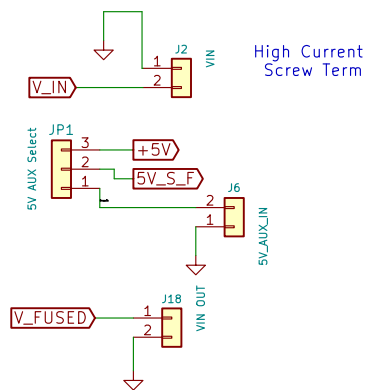 J2
VIN
High Current
Screw Term
1
2
V_IN
JP1
5V AUX Select
3
+5V
2
5V_S_F
1
J6
2
1
5V_AUX_IN
J18
VIN OUT
V_FUSED
1
2